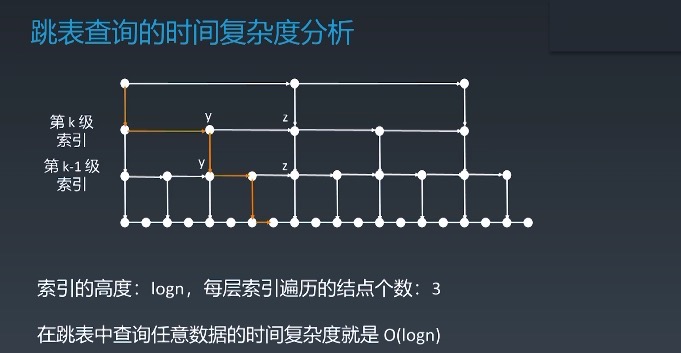 跳表查询的时间复杂度分析
y
z
第 k 级
索引
y
z
第 k-1 级
索引
索引的高度：logn，每层索引遍历的结点个数：3
在跳表中查询任意数据的时间复杂度就是 O(logn)